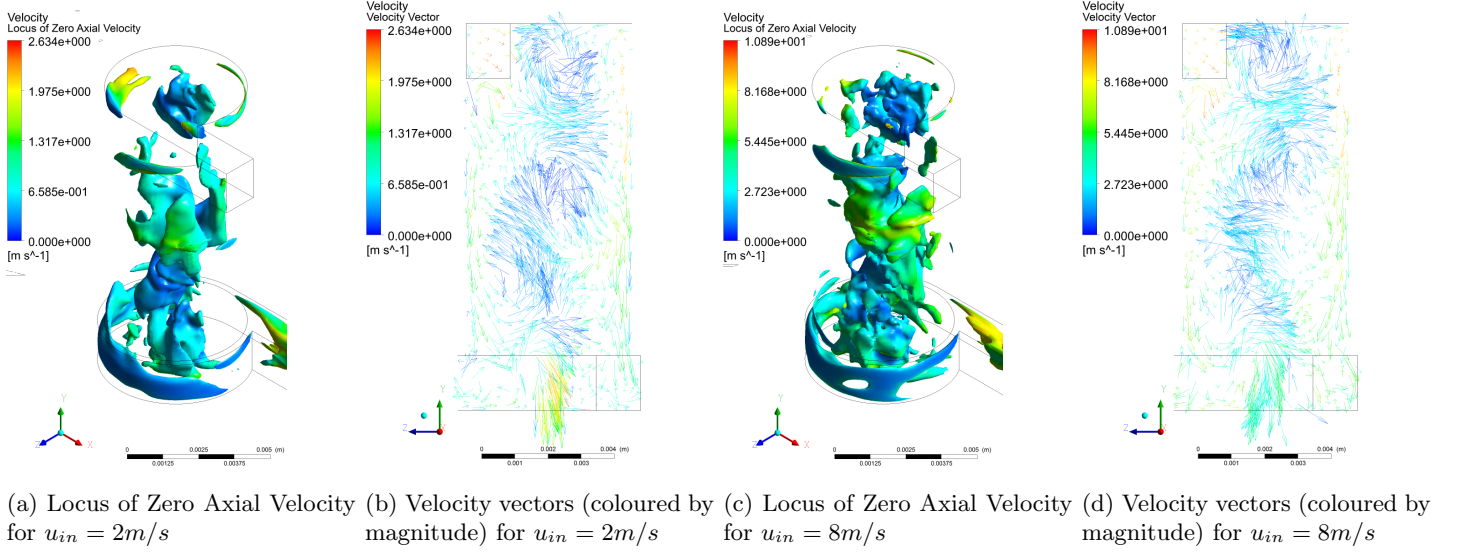 Velocity
Locus of Zero Axial Velocity
2.634e+000
1.975e+000
1.317e+000
6.585e-001
0.000e+000
[m s^-1]
Y
Z
X
0
0.0025
0.005
(m)
0.00125
0.00375
Velocity
Velocity Vector
2.634e+000
1.975e+000
1.317e+000
6.585e-001
0.000e+000
[m s^-1]
Y
Z
X
0
0.002
0.004
(m)
0.001
0.003
Velocity
Locus of Zero Axial Velocity
1.089e+001
8.168e+000
5.445e+000
2.723e+000
0.000e+000
[m s^-1]
Y
Z
X
0
0.0025
0.005
(m)
0.00125
0.00375
Velocity
Velocity Vector
1.089e+001
8.168e+000
5.445e+000
2.723e+000
0.000e+000
[m s^-1]
Y
Z
X
0
0.002
0.004
(m)
0.001
0.003
(a) Locus of Zero Axial Velocity
for u_in = 2m/s
(b) Velocity vectors (coloured by
magnitude) for u_in = 2m/s
(c) Locus of Zero Axial Velocity
for u_in = 8m/s
(d) Velocity vectors (coloured by
magnitude) for u_in = 8m/s